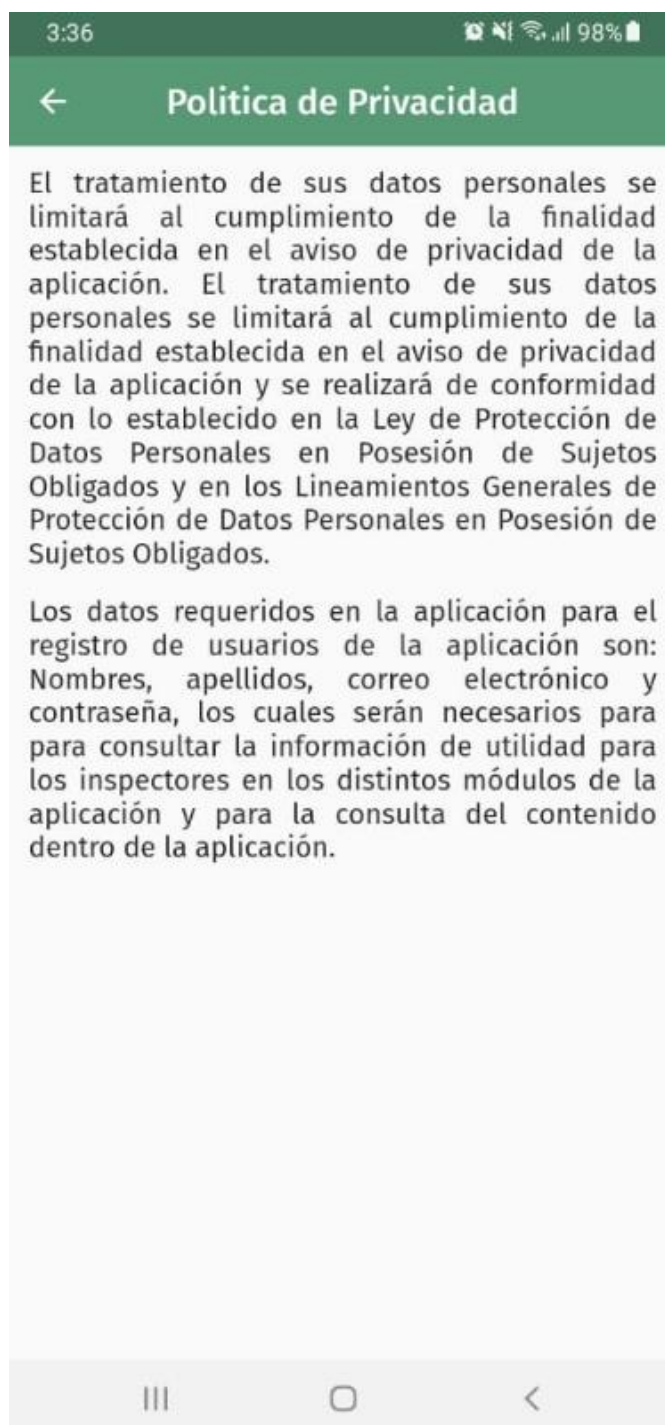 3:36
98%
Politica de Privacidad
El tratamiento de sus datos personales se
limitará al cumplimiento de la finalidad
establecida en el aviso de privacidad de la
aplicación. El tratamiento de sus datos
personales se limitará al cumplimiento de la
finalidad establecida en el aviso de privacidad
de la aplicación y se realizará de conformidad
con lo establecido en la Ley de Protección de
Datos Personales en Posesión de Sujetos
Obligados y en los Lineamientos Generales de
Protección de Datos Personales en Posesión de
Sujetos Obligados.
Los datos requeridos en la aplicación para el
registro de usuarios de la aplicación son:
Nombres, apellidos, correo electrónico y
contraseña, los cuales serán necesarios para
para consultar la información de utilidad para
los inspectores en los distintos módulos de la
aplicación y para la consulta del contenido
dentro de la aplicación.